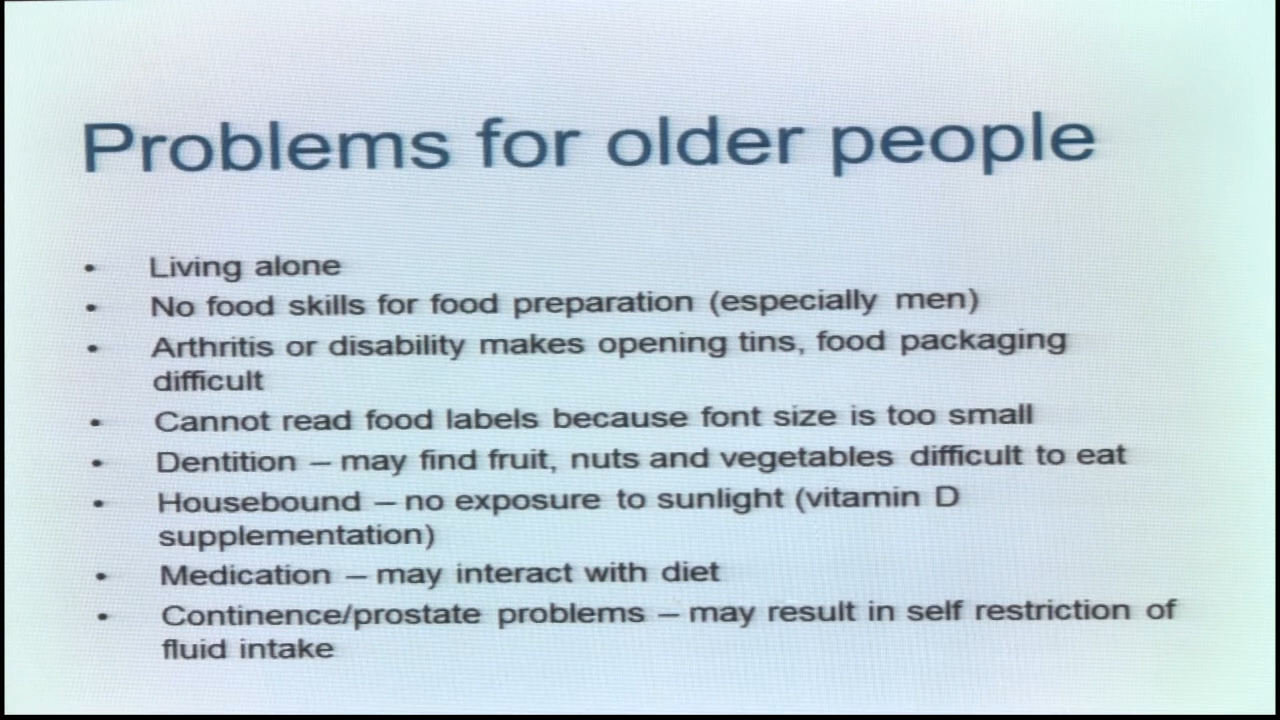 Problems for older people
• Living alone
• No food skills for food preparation (especially men)
• Arthritis or disability makes opening tins, food packaging
difficult
• Cannot read food labels because font size is too small
• Dentition – may find fruit, nuts and vegetables difficult to eat
• Housebound – no exposure to sunlight (vitamin D
supplementation)
• Medication – may interact with diet
• Continence/prostate problems – may result in self restriction of
fluid intake